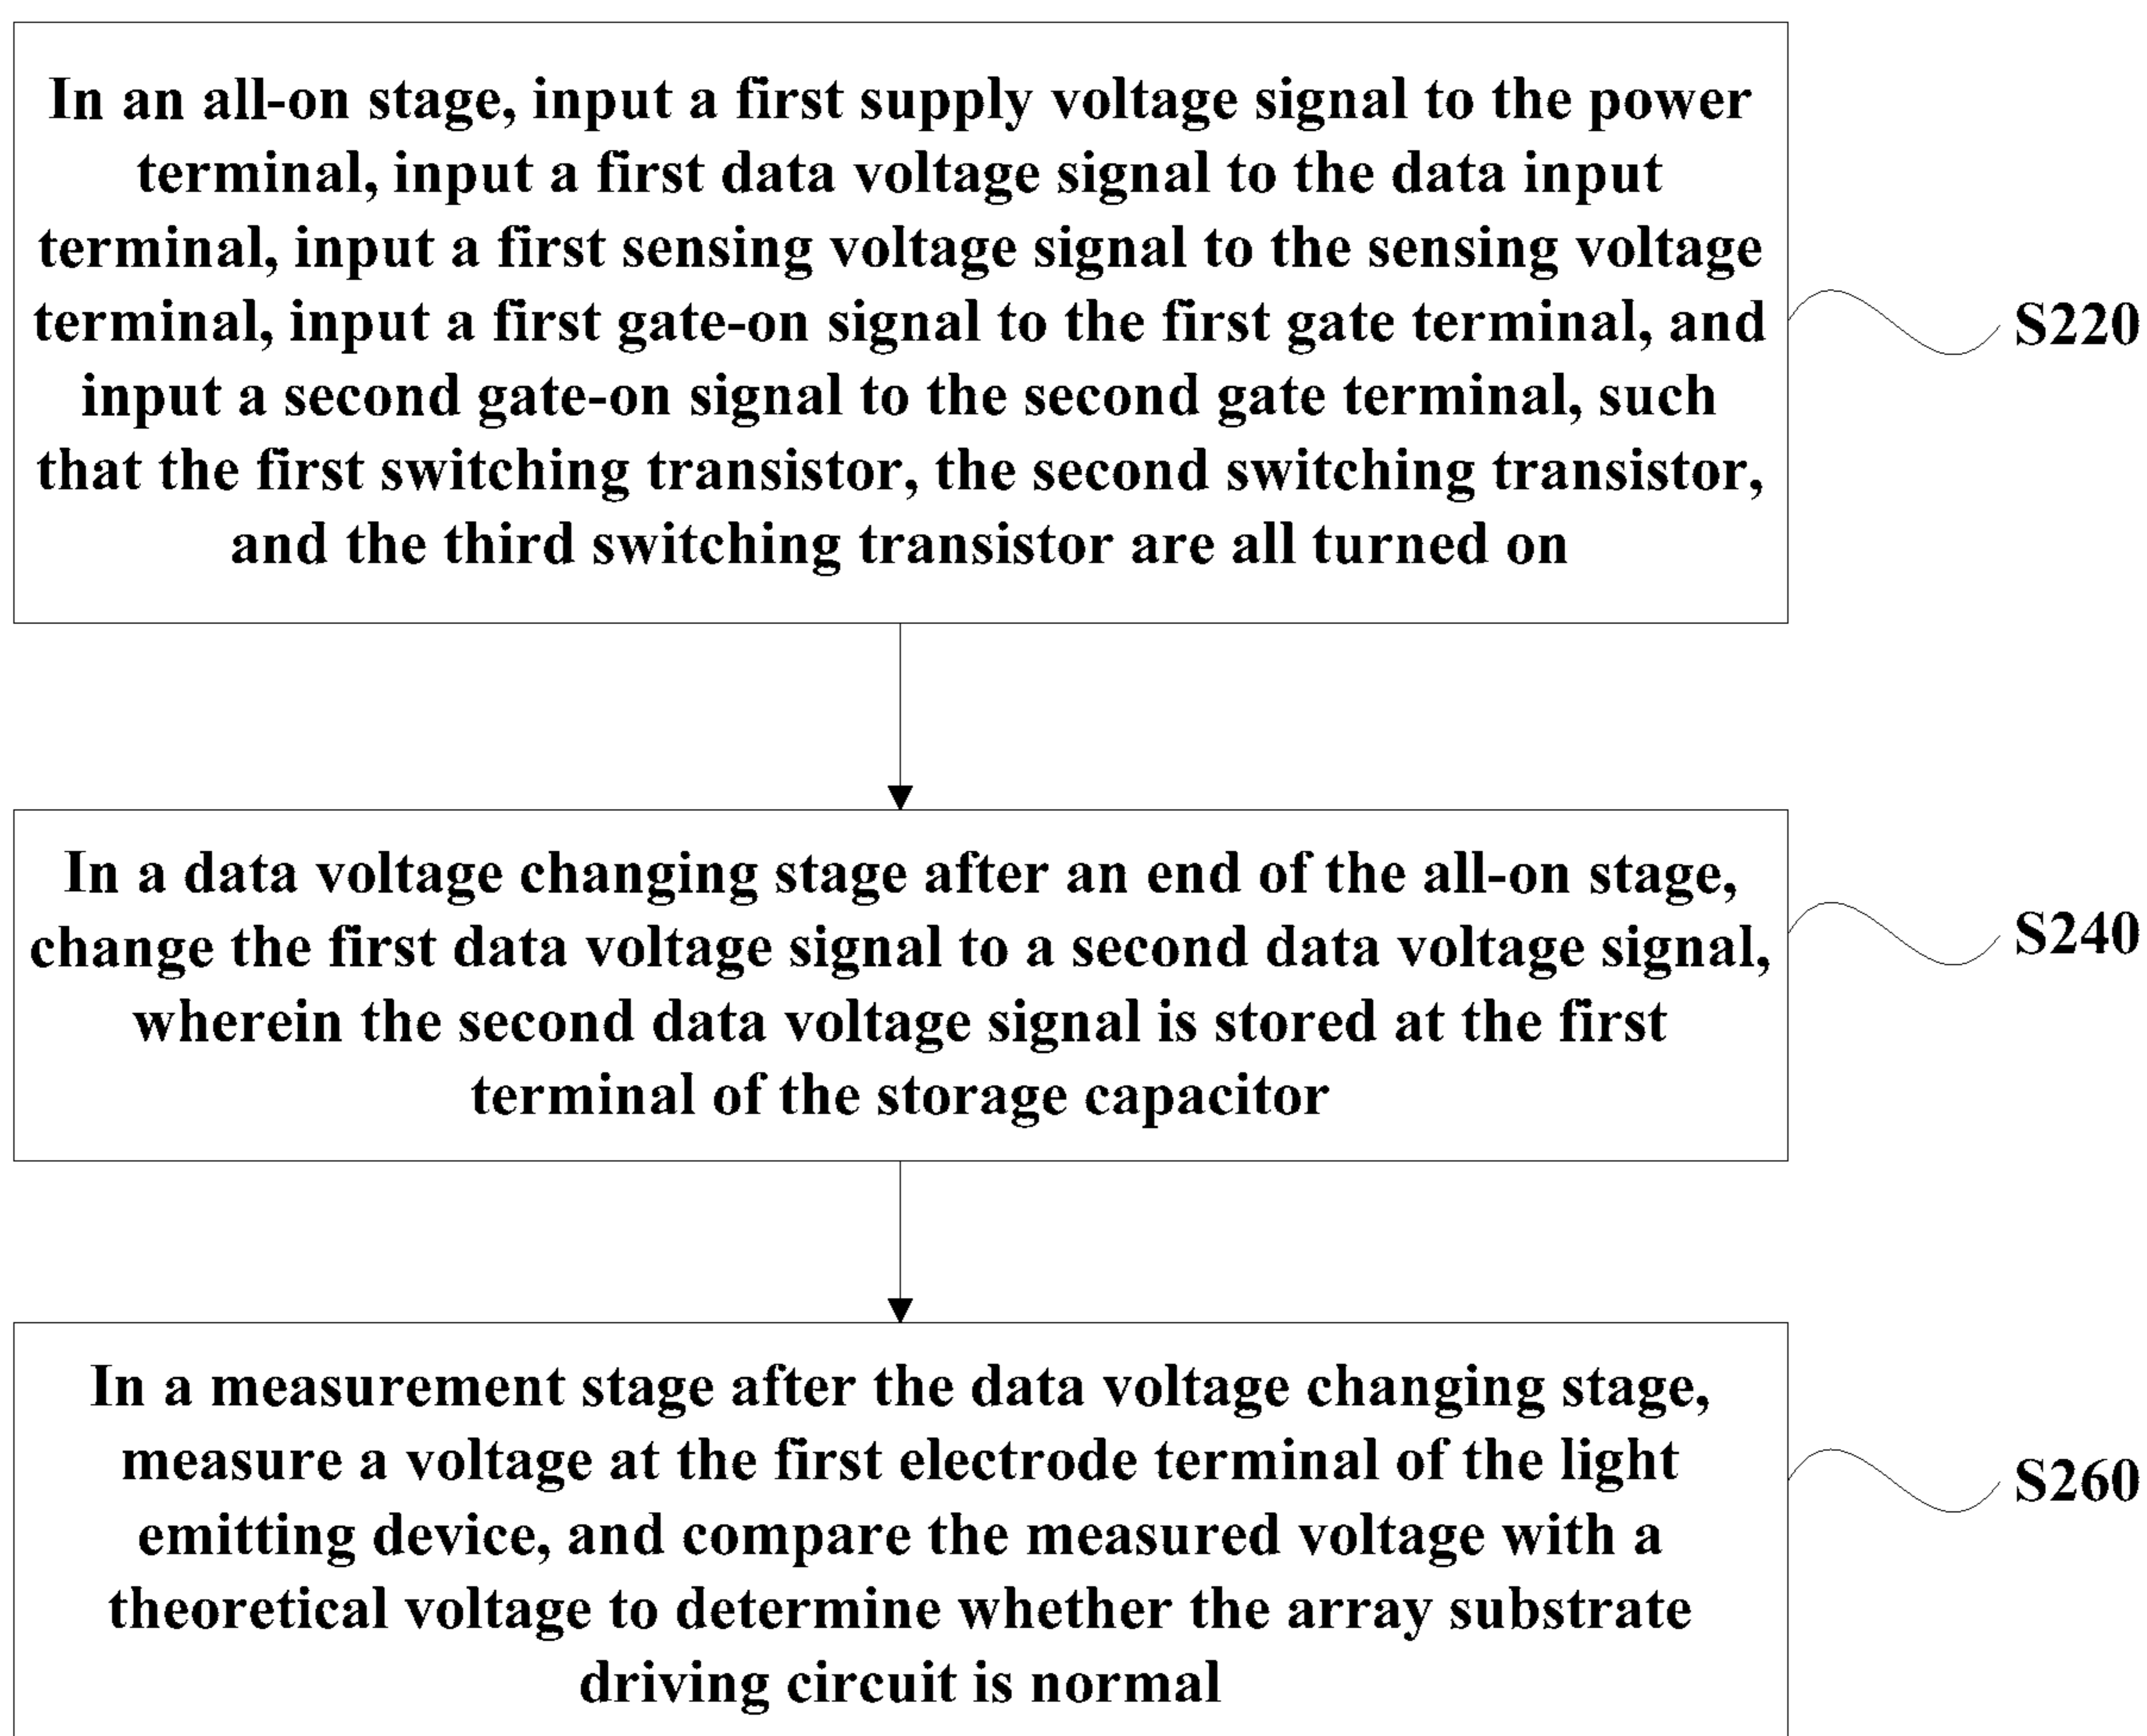 In an all-on stage, input a first supply voltage signal to the power
terminal, input a first data voltage signal to the data input
terminal, input a first sensing voltage signal to the sensing voltage
terminal, input a first gate-on signal to the first gate terminal, and
input a second gate-on signal to the second gate terminal, such
that the first switching transistor, the second switching transistor,
and the third switching transistor are all turned on
S220
In a data voltage changing stage after an end of the all-on stage,
change the first data voltage signal to a second data voltage signal,
wherein the second data voltage signal is stored at the first
terminal of the storage capacitor
S240
In a measurement stage after the data voltage changing stage,
measure a voltage at the first electrode terminal of the light
emitting device, and compare the measured voltage with a
theoretical voltage to determine whether the array substrate
driving circuit is normal
S260